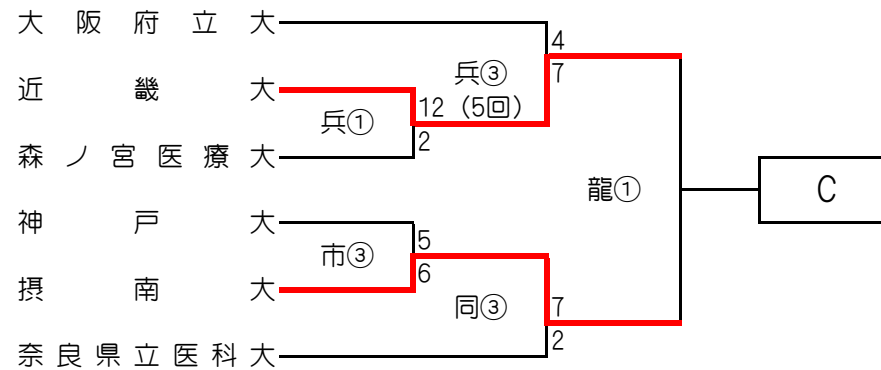 大阪府立大
4
兵③
7
近畿大
12 (5回)
兵①
2
森ノ宮医療大
龍①
C
神戸大
5
市③
6
摂南大
7
同③
2
奈良県立医科大